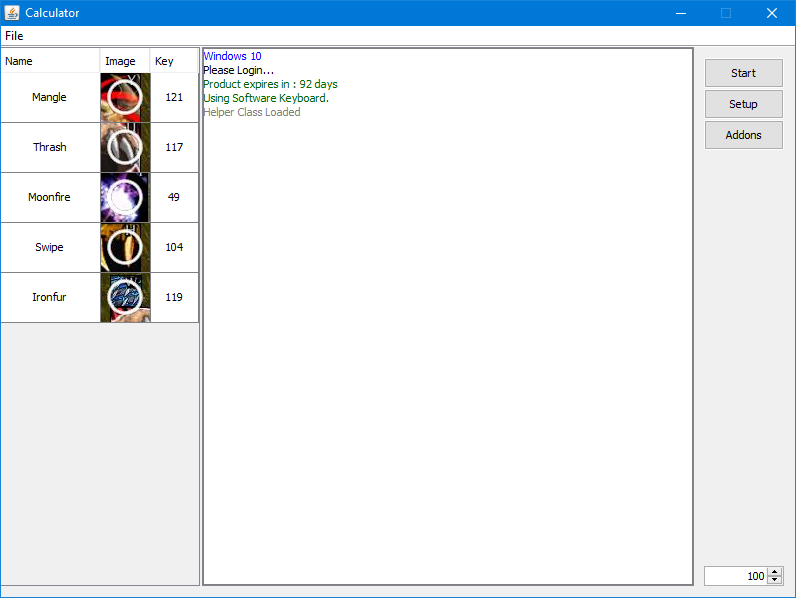 Calculator
File
Name Image Key
Mangle 121
Thrash 117
Moonfire 49
Swipe 104
Ironfur 119
Windows 10
Please Login...
Product expires in : 92 days
Using Software Keyboard.
Helper Class Loaded
Start
Setup
Addons
100